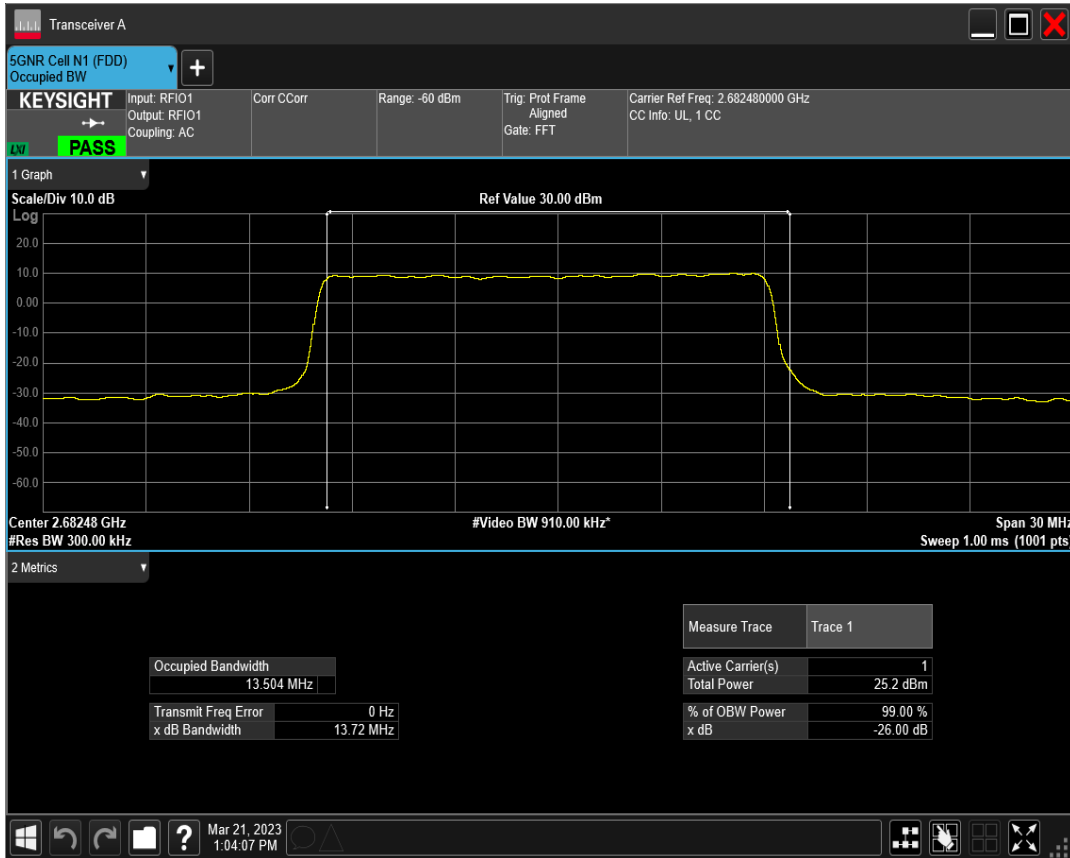 Transceiver A
5GNR Cell N1 (FDD)
Occupied BW
+
KEYSIGHT
LXI
PASS
Input: RFIO1
Output: RFIO1
Coupling: AC
Corr CCorr
Range: -60 dBm
Trig: Prot Frame
Aligned
Gate: FFT
Carrier Ref Freq: 2.682480000 GHz
CC Info: UL, 1 CC
1 Graph
Scale/Div 10.0 dB
Ref Value 30.00 dBm
Log
20.0
10.0
0.00
-10.0
-20.0
-30.0
-40.0
-50.0
-60.0
Center 2.68248 GHz
#Video BW 910.00 kHz*
Span 30 MHz
#Res BW 300.00 kHz
Sweep 1.00 ms (1001 pts)
2 Metrics
Measure Trace Trace 1
Occupied Bandwidth
13.504 MHz
Active Carrier(s) 1
Total Power 25.2 dBm
Transmit Freq Error 0 Hz
x dB Bandwidth 13.72 MHz
% of OBW Power 99.00 %
x dB -26.00 dB
?
Mar 21, 2023
1:04:07 PM